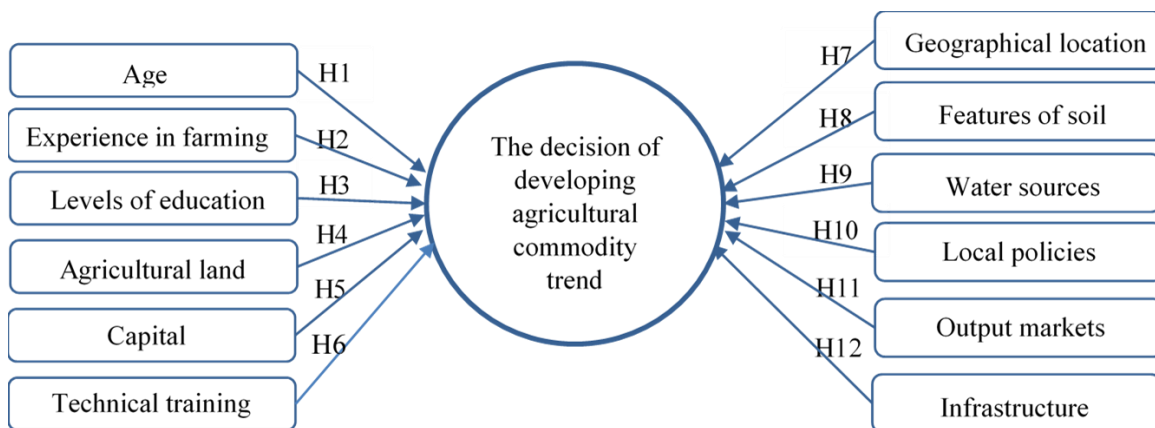 Age
Experience in farming
Levels of education
Agricultural land
Capital
Technical training
H1
H2
H3
H4
H5
H6
The decision of
developing
agricultural
commodity
trend
H7
H8
H9
H10
H11
H12
Geographical location
Features of soil
Water sources
Local policies
Output markets
Infrastructure